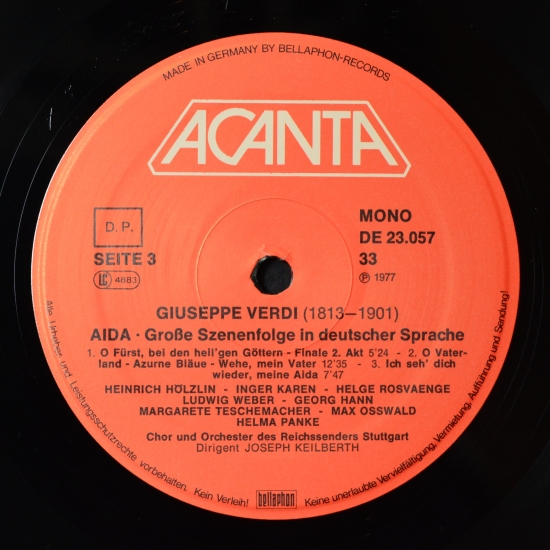 MADE IN GERMANY BY BELLAPHON-RECORDS
ACANTA
D. P.
SEITE 3
LC 4683
MONO
DE 23.057
33
Ⓟ 1977
GIUSEPPE VERDI (1813—1901)
AIDA · Große Szenenfolge in deutscher Sprache
1. O Fürst, bei den heil'gen Göttern - Finale 2. Akt 5'24 - 2. O Vater-
land - Azurne Bläue - Wehe, mein Vater 12'35 - 3. Ich seh' dich
wieder, meine Aida 7'47
HEINRICH HÖLZLIN - INGER KAREN - HELGE ROSVAENGE
LUDWIG WEBER - GEORG HANN
MARGARETE TESCHEMACHER - MAX OSSWALD
HELMA PANKE
Chor und Orchester des Reichssenders Stuttgart
Dirigent JOSEPH KEILBERTH
Alle Urheber- und Leistungsschutzrechte vorbehalten. Kein Verleih! Keine unerlaubte Vervielfältigung, Vermietung, Aufführung und Sendung!
bellaphon